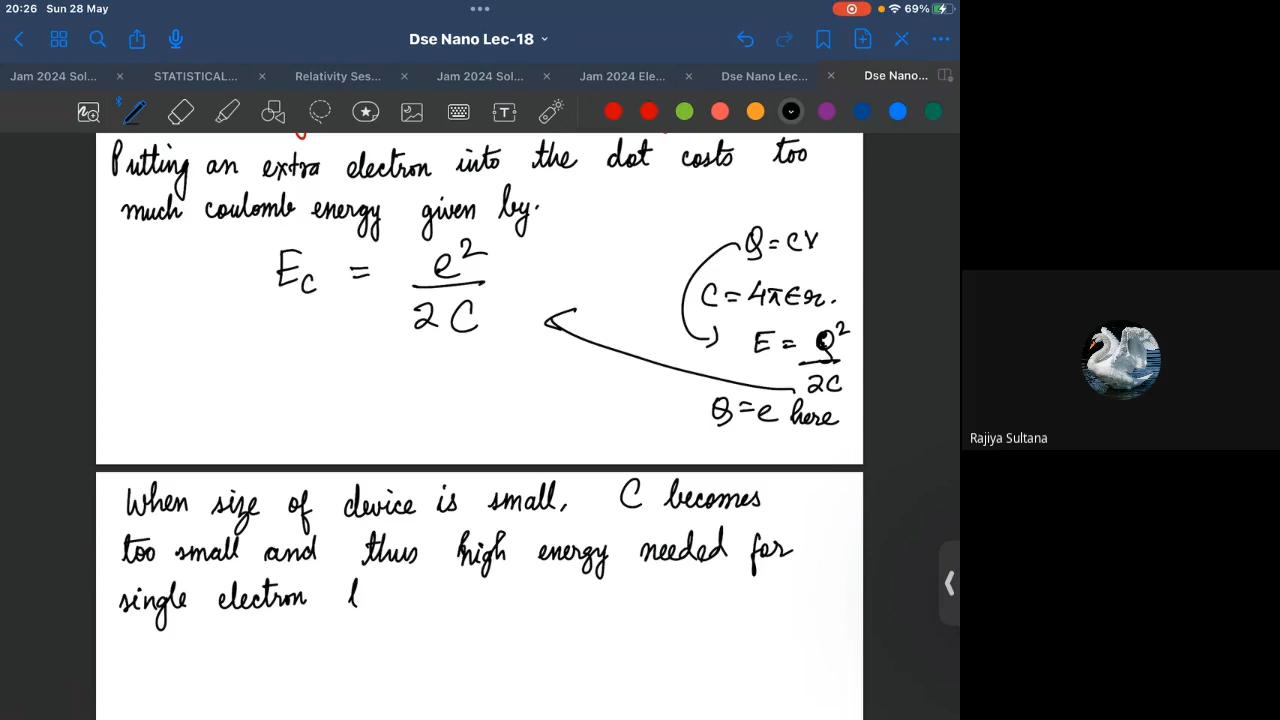 20:26 Sun 28 May
69%
Dse Nano Lec-18
Jam 2024 Sol...
STATISTICAL...
Relativity Ses...
Jam 2024 Sol...
Jam 2024 Ele...
Dse Nano Lec...
Dse Nano...
Putting an extra electron into the dot costs too
much coulomb energy given by.
E_C = e²/2C
Q = CV
C = 4πϵr.
E = Q²/2C
Q = e here
When size of device is small, C becomes
too small and thus high energy needed for
single electron
Rajiya Sultana